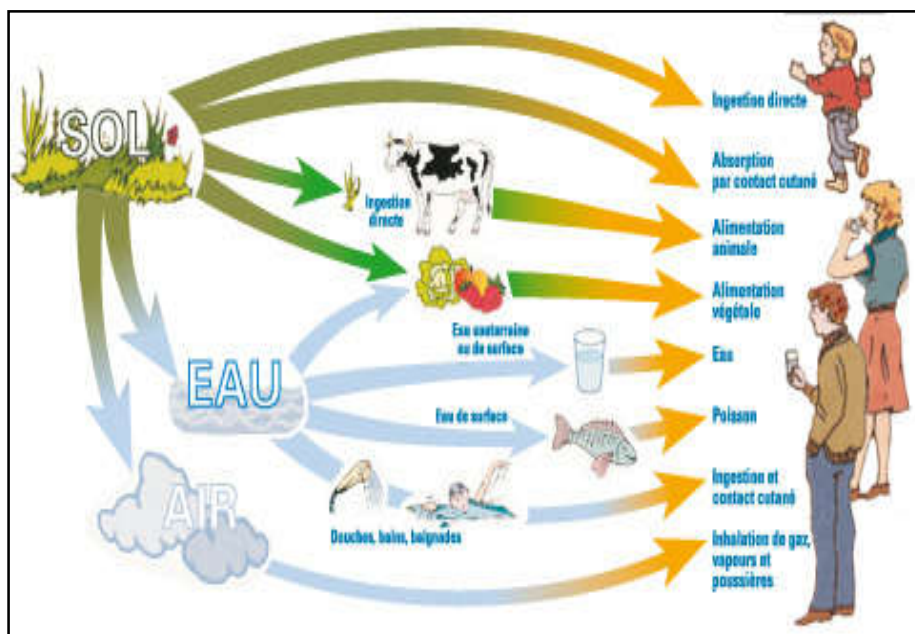 SOL
Ingestion directe
Absorption
par contact cutané
Ingestion
directe
Alimentation
animale
Alimentation
végétale
Eau souterraine
ou de surface
EAU
Eau
Eau de surface
Poisson
AIR
Ingestion et
contact cutané
Douches, bains, baignades
Inhalation de gaz,
vapeurs et
poussières